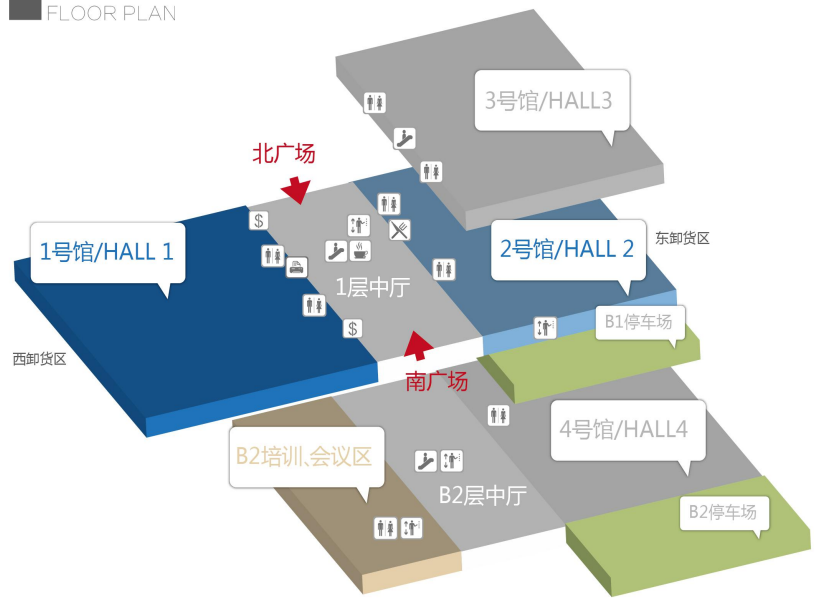 FLOOR PLAN
3号馆/HALL3
北广场
1号馆/HALL 1
2号馆/HALL 2
东卸货区
1层中厅
B1停车场
西卸货区
南广场
4号馆/HALL4
B2培训、会议区
B2层中厅
B2停车场
$
$